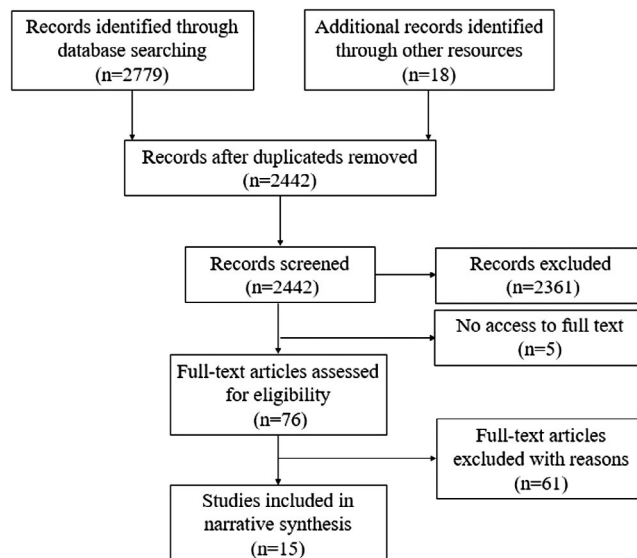 Records identified through
database searching
(n=2779)
Additional records identified
through other resources
(n=18)
Records after duplicateds removed
(n=2442)
Records screened
(n=2442)
Records excluded
(n=2361)
No access to full text
(n=5)
Full-text articles assessed
for eligibility
(n=76)
Full-text articles
excluded with reasons
(n=61)
Studies included in
narrative synthesis
(n=15)